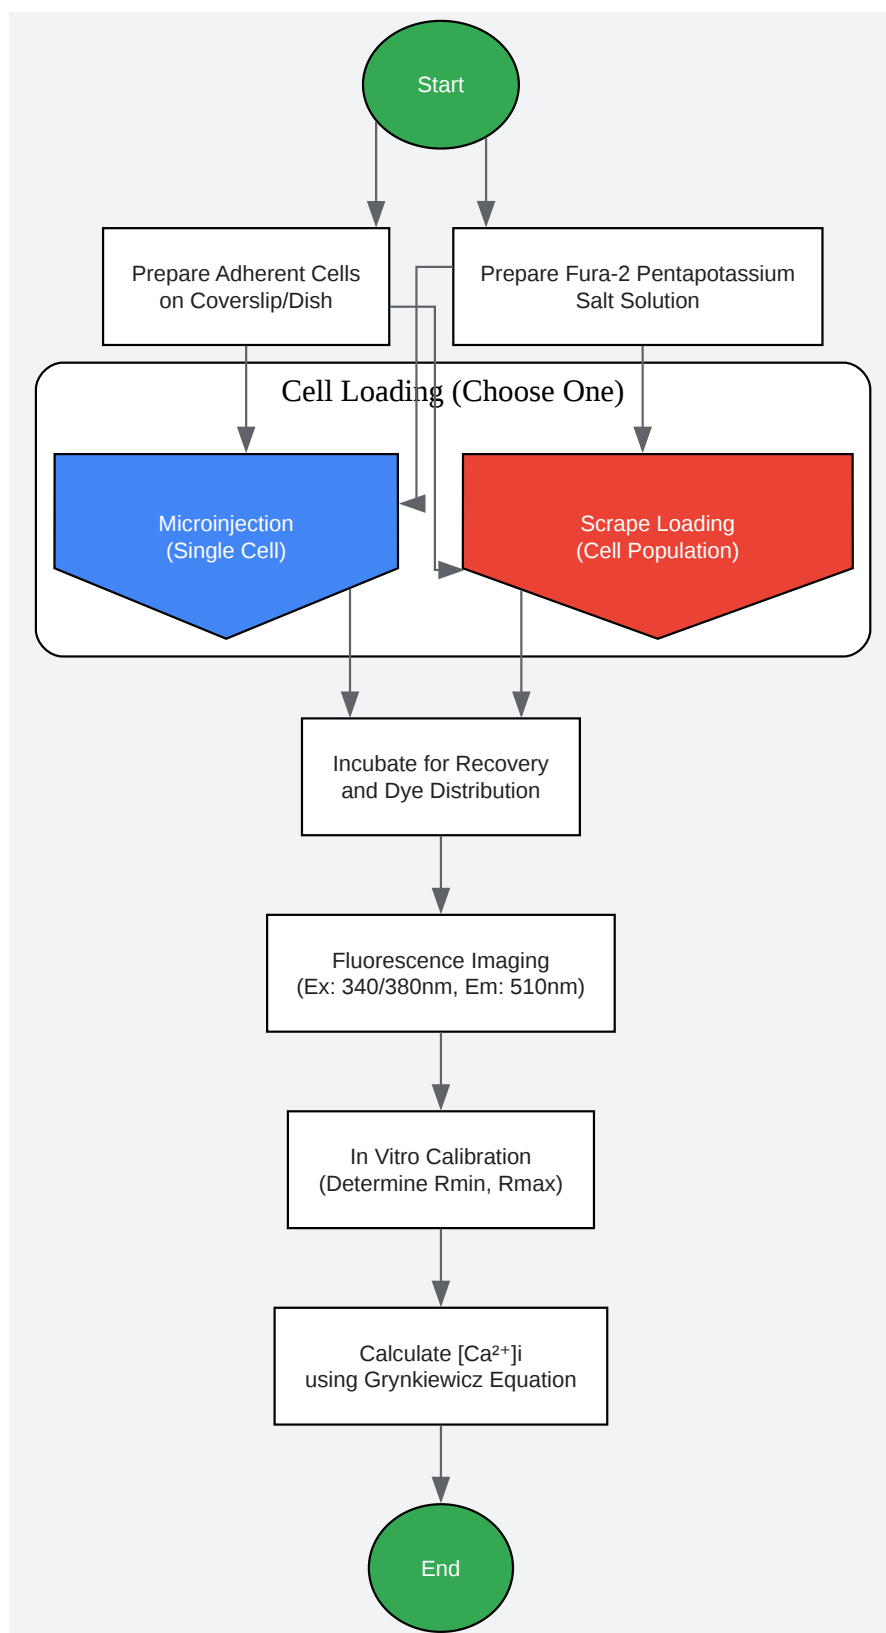 Start
Prepare Adherent Cells
on Coverslip/Dish
Prepare Fura-2 Pentapotassium
Salt Solution
Cell Loading (Choose One)
Microinjection
(Single Cell)
Scrape Loading
(Cell Population)
Incubate for Recovery
and Dye Distribution
Fluorescence Imaging
(Ex: 340/380nm, Em: 510nm)
In Vitro Calibration
(Determine Rmin, Rmax)
Calculate [Ca²⁺]i
using Grynkiewicz Equation
End